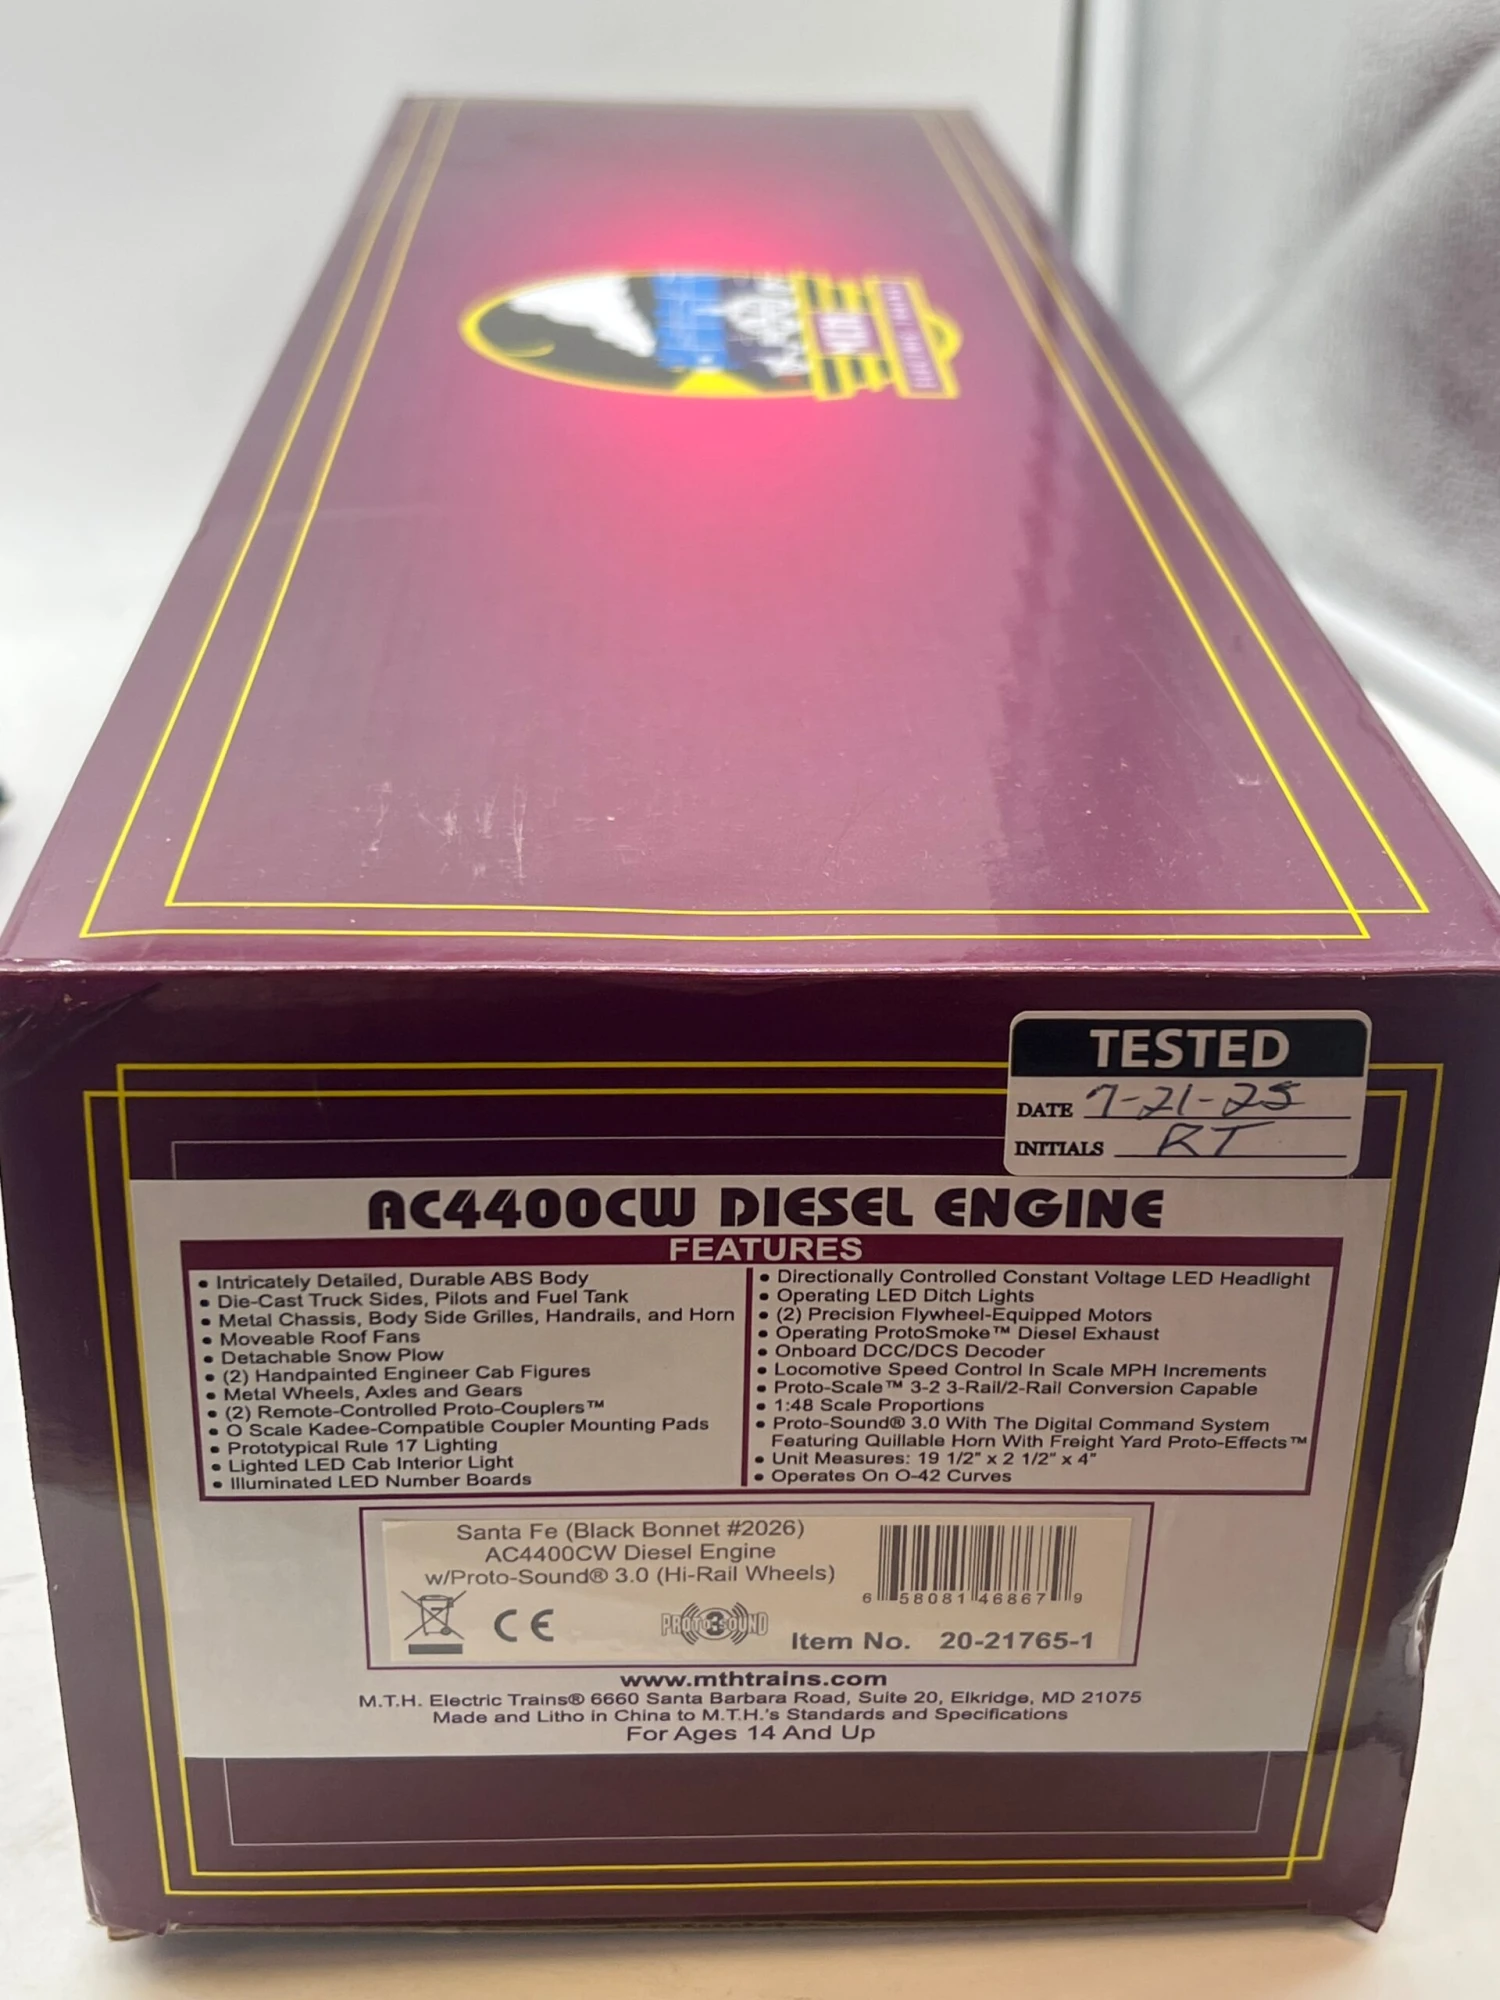 MTH
ELECTRIC TRAINS
TESTED
DATE 7-21-25
INITIALS RT
AC4400CW DIESEL ENGINE
FEATURES
• Intricately Detailed, Durable ABS Body
• Die-Cast Truck Sides, Pilots and Fuel Tank
• Metal Chassis, Body Side Grilles, Handrails, and Horn
• Moveable Roof Fans
• Detachable Snow Plow
• (2) Handpainted Engineer Cab Figures
• Metal Wheels, Axles and Gears
• (2) Remote-Controlled Proto-Couplers™
• O Scale Kadee-Compatible Coupler Mounting Pads
• Prototypical Rule 17 Lighting
• Lighted LED Cab Interior Light
• Illuminated LED Number Boards
• Directionally Controlled Constant Voltage LED Headlight
• Operating LED Ditch Lights
• (2) Precision Flywheel-Equipped Motors
• Operating ProtoSmoke™ Diesel Exhaust
• Onboard DCC/DCS Decoder
• Locomotive Speed Control In Scale MPH Increments
• Proto-Scale™ 3-2 3-Rail/2-Rail Conversion Capable
• 1:48 Scale Proportions
• Proto-Sound® 3.0 With The Digital Command System
Featuring Quillable Horn With Freight Yard Proto-Effects™
• Unit Measures: 19 1/2" x 2 1/2" x 4"
• Operates On O-42 Curves
Santa Fe (Black Bonnet #2026)
AC4400CW Diesel Engine
w/Proto-Sound® 3.0 (Hi-Rail Wheels)
6 58081 46867 9
CE
PROTO 3 SOUND
Item No. 20-21765-1
www.mthtrains.com
M.T.H. Electric Trains® 6660 Santa Barbara Road, Suite 20, Elkridge, MD 21075
Made and Litho in China to M.T.H.'s Standards and Specifications
For Ages 14 And Up